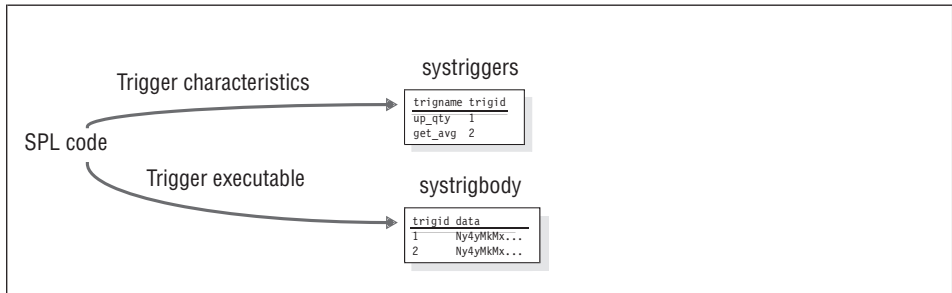 systriggers
Trigger characteristics
trigname trigid
up_qty 1
get_avg 2
SPL code
Trigger executable
systrigbody
trigid data
1 Ny4yMkMx...
2 Ny4yMkMx...